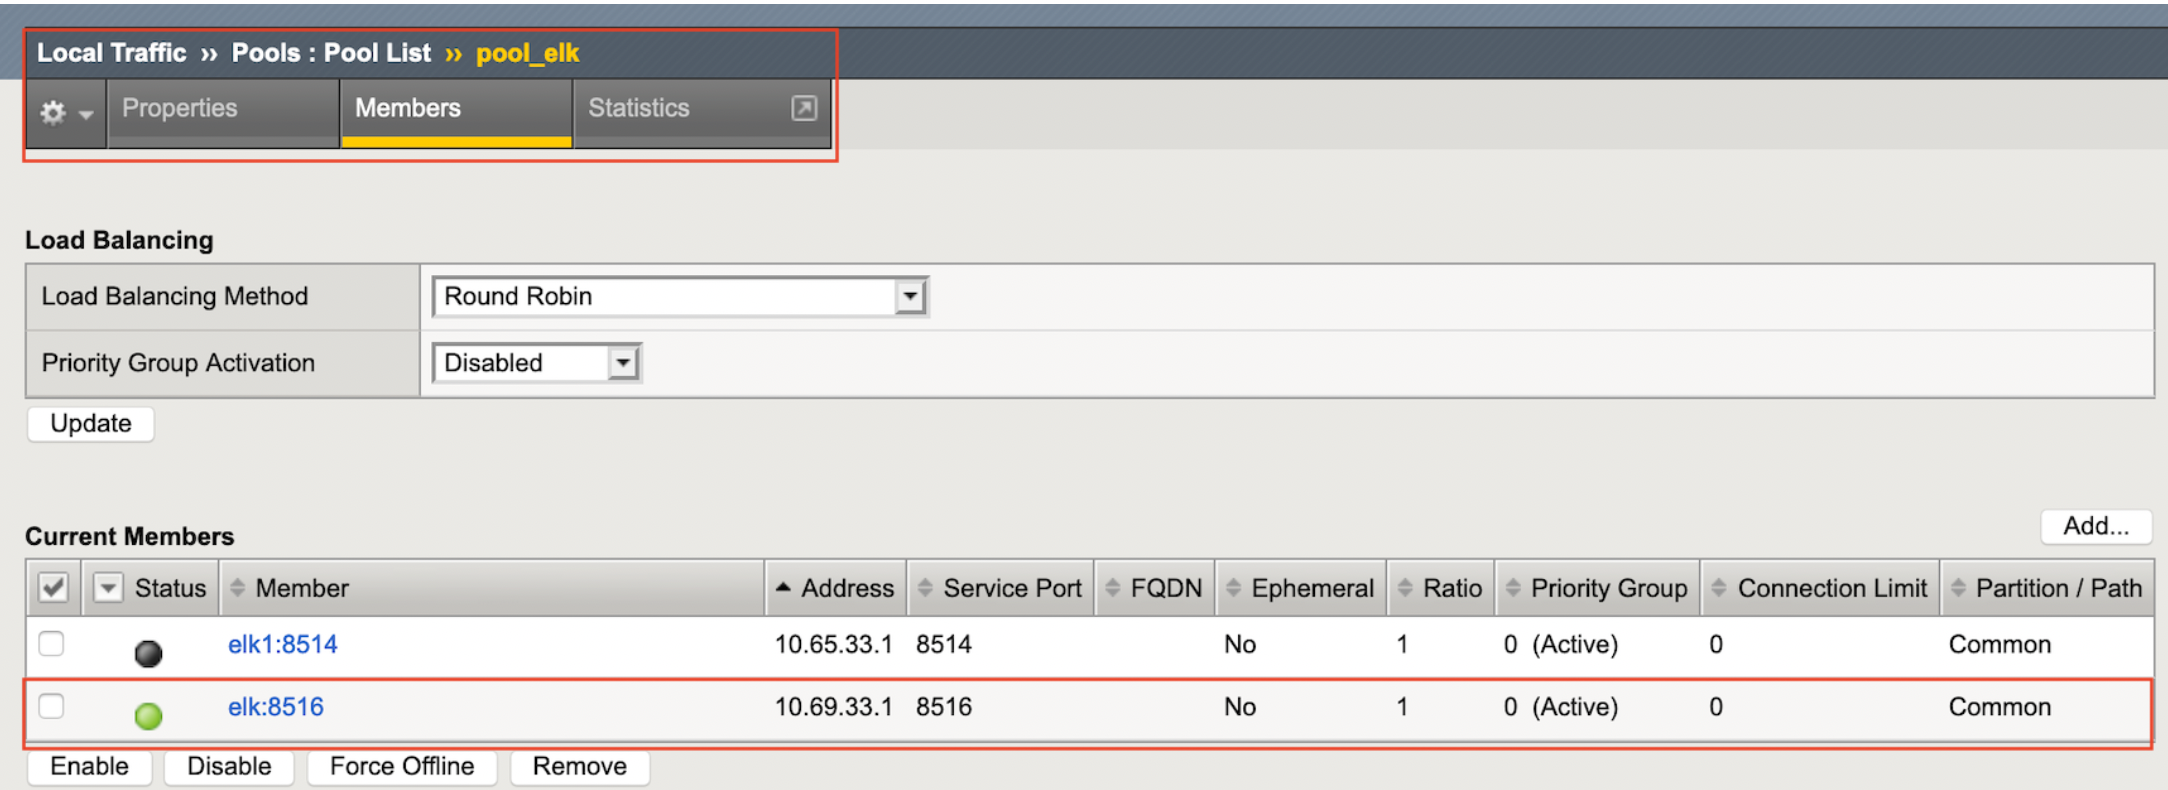 Local Traffic ›› Pools : Pool List ›› pool_elk
Properties Members Statistics
Load Balancing
Load Balancing Method Round Robin
Priority Group Activation Disabled
Update
Current Members Add...
Status Member Address Service Port FQDN Ephemeral Ratio Priority Group Connection Limit Partition / Path
elk1:8514 10.65.33.1 8514 No 1 0 (Active) 0 Common
elk:8516 10.69.33.1 8516 No 1 0 (Active) 0 Common
Enable Disable Force Offline Remove